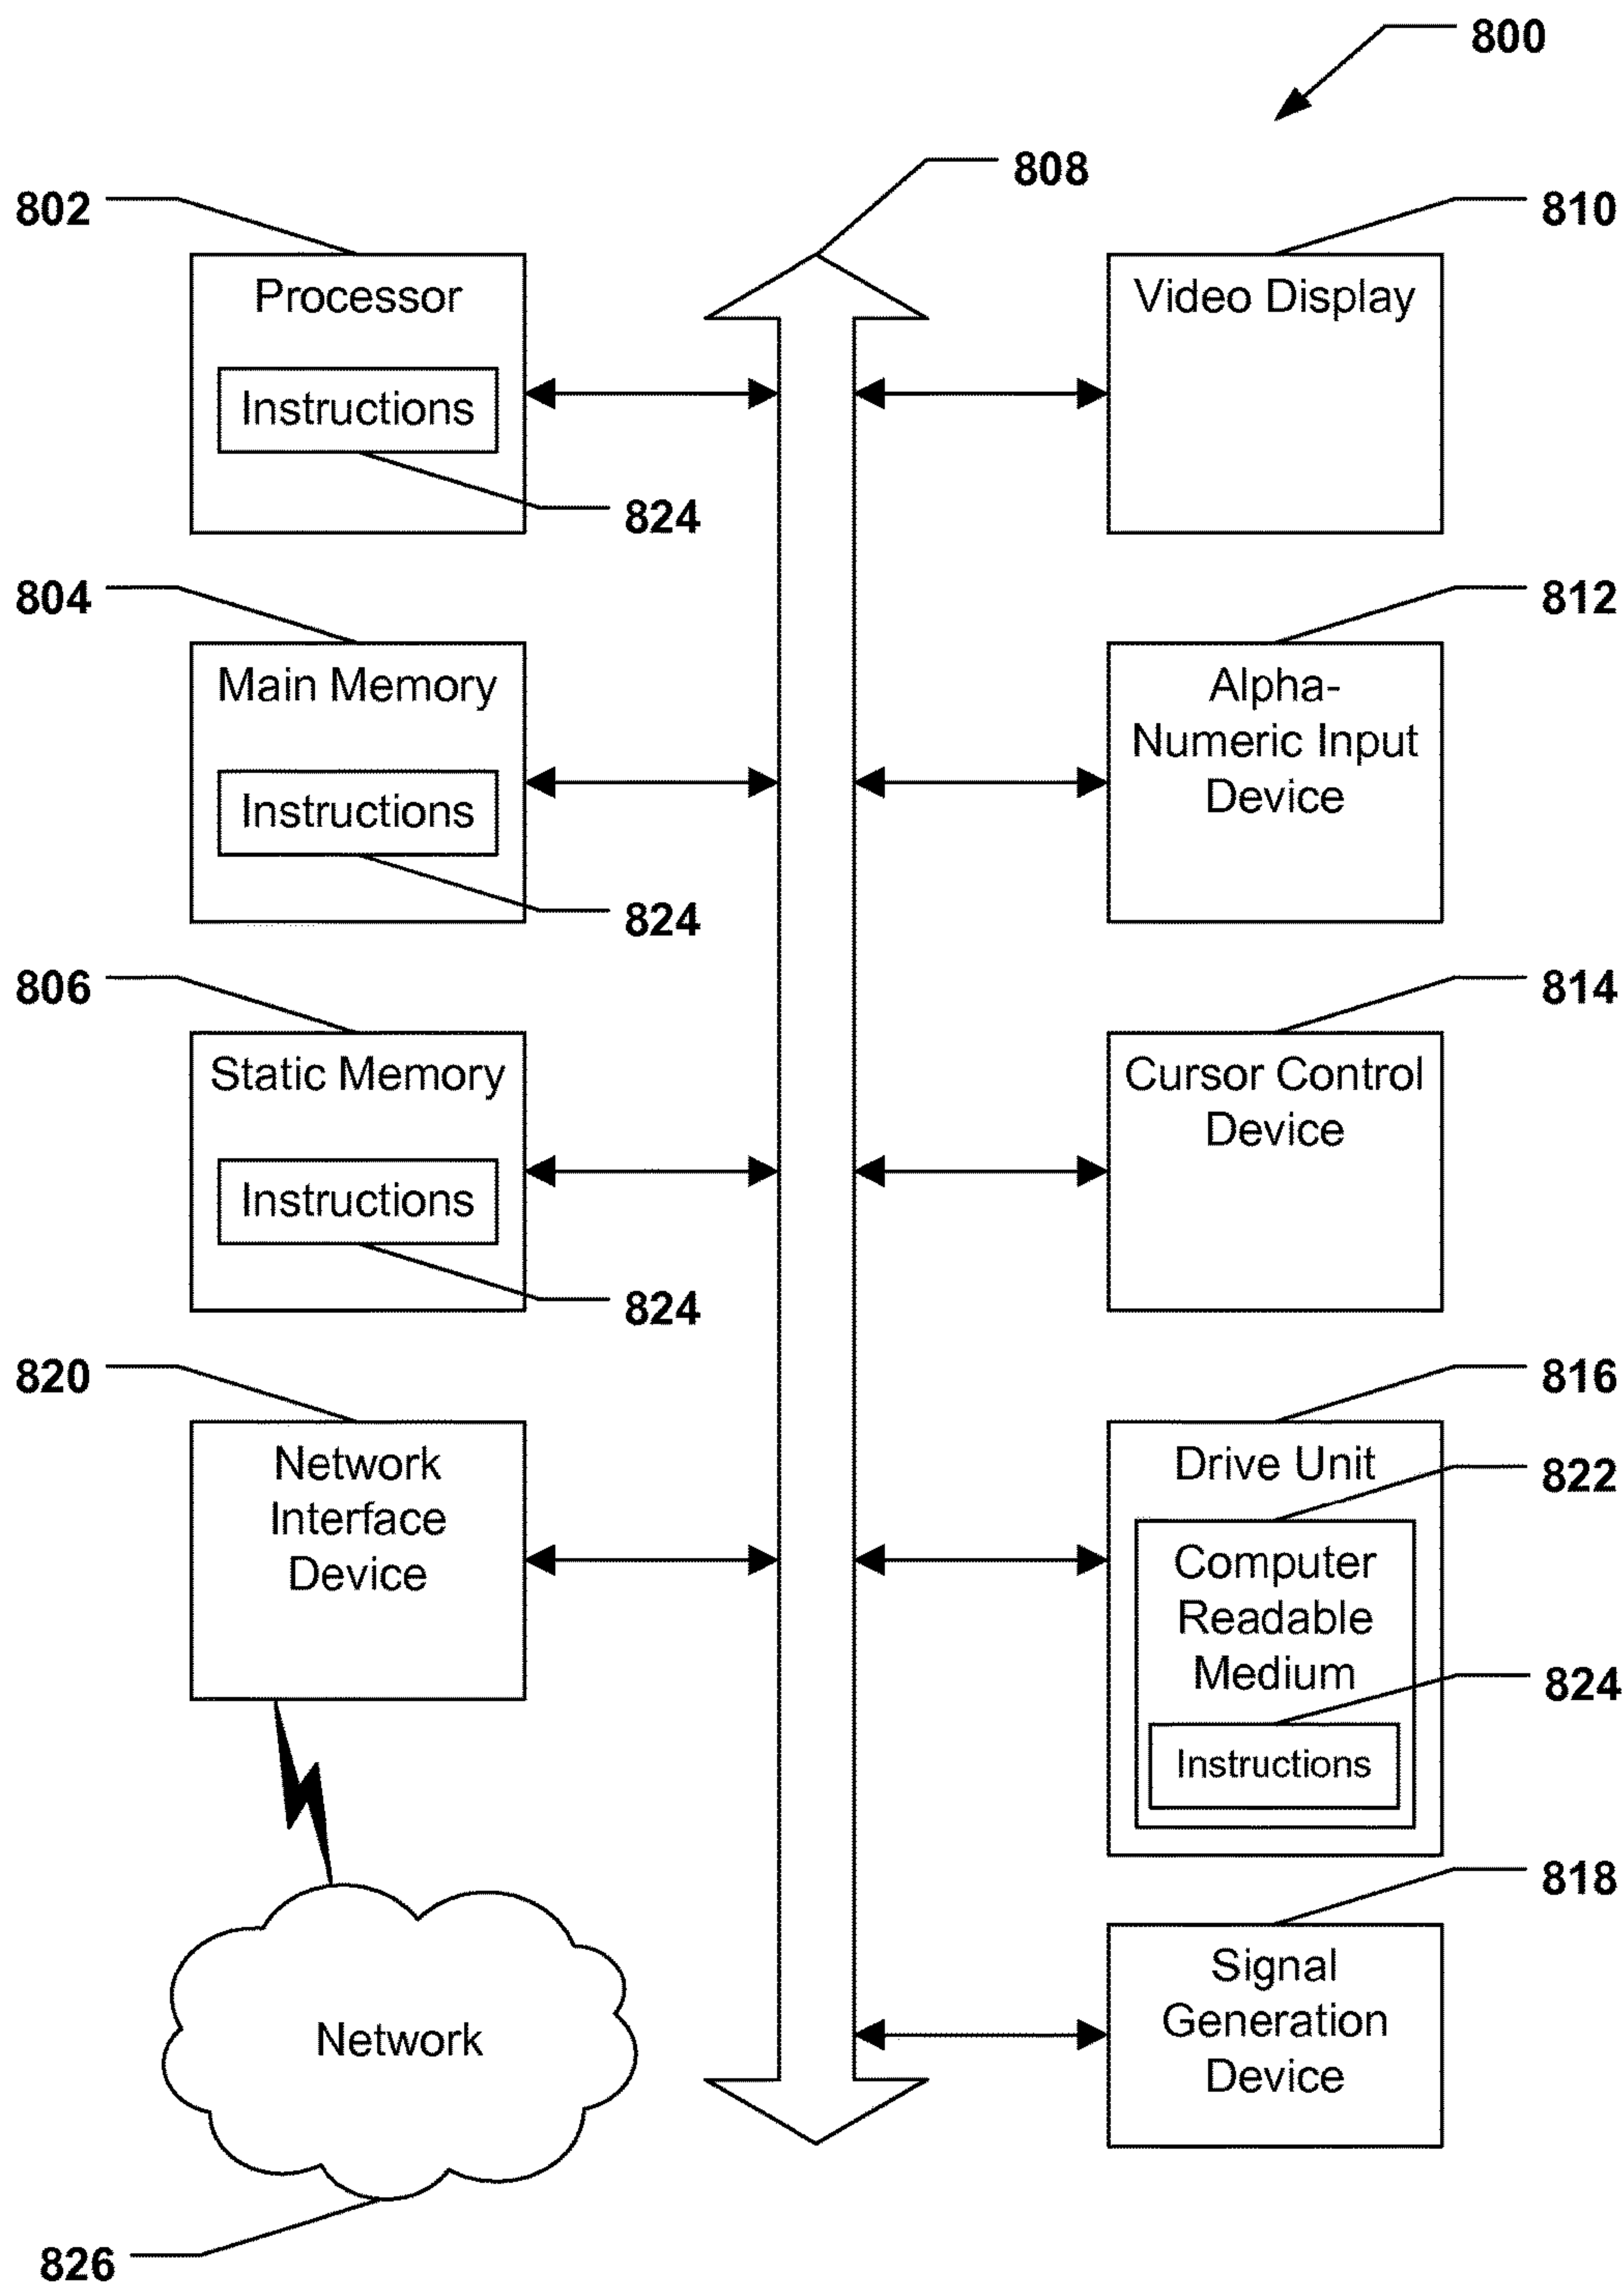 800
808
802
810
Processor
Instructions
824
Video Display
804
812
Main Memory
Instructions
824
Alpha-
Numeric Input
Device
806
814
Static Memory
Instructions
824
Cursor Control
Device
820
816
Network
Interface
Device
Drive Unit
822
Computer
Readable
Medium
824
Instructions
818
Signal
Generation
Device
Network
826